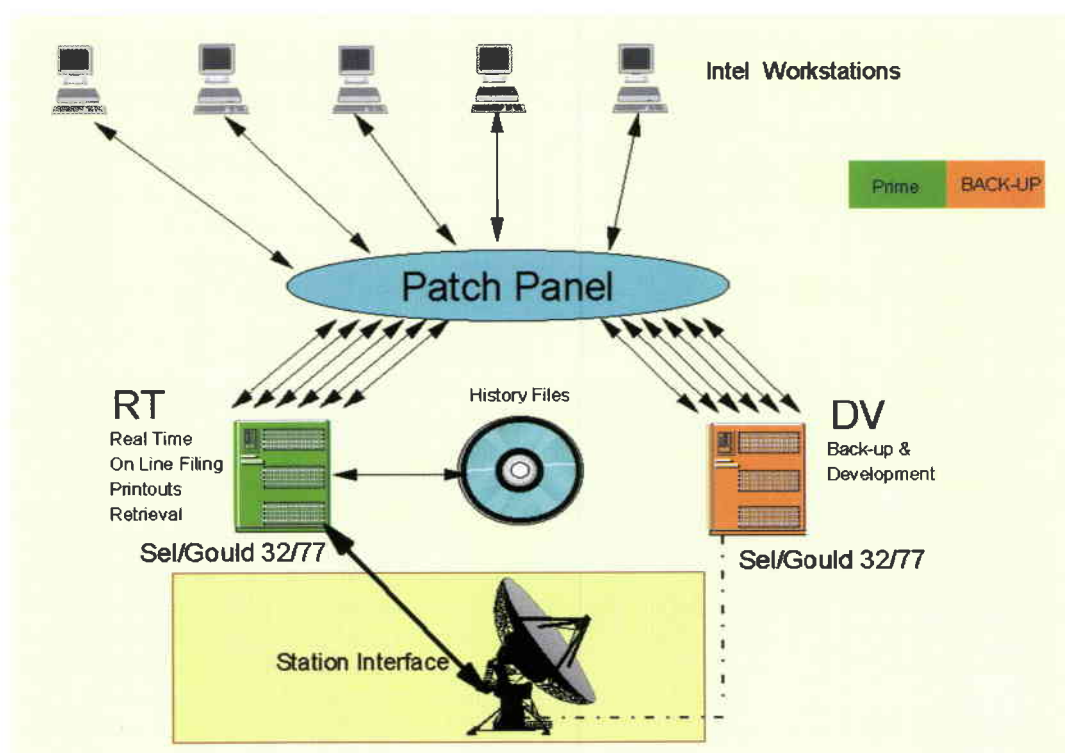 Intel Workstations
Prime
BACK-UP
Patch Panel
RT
Real Time
On Line Filing
Printouts
Retrieval
Sel/Gould 32/77
History Files
DV
Back-up &
Development
Sel/Gould 32/77
Station Interface